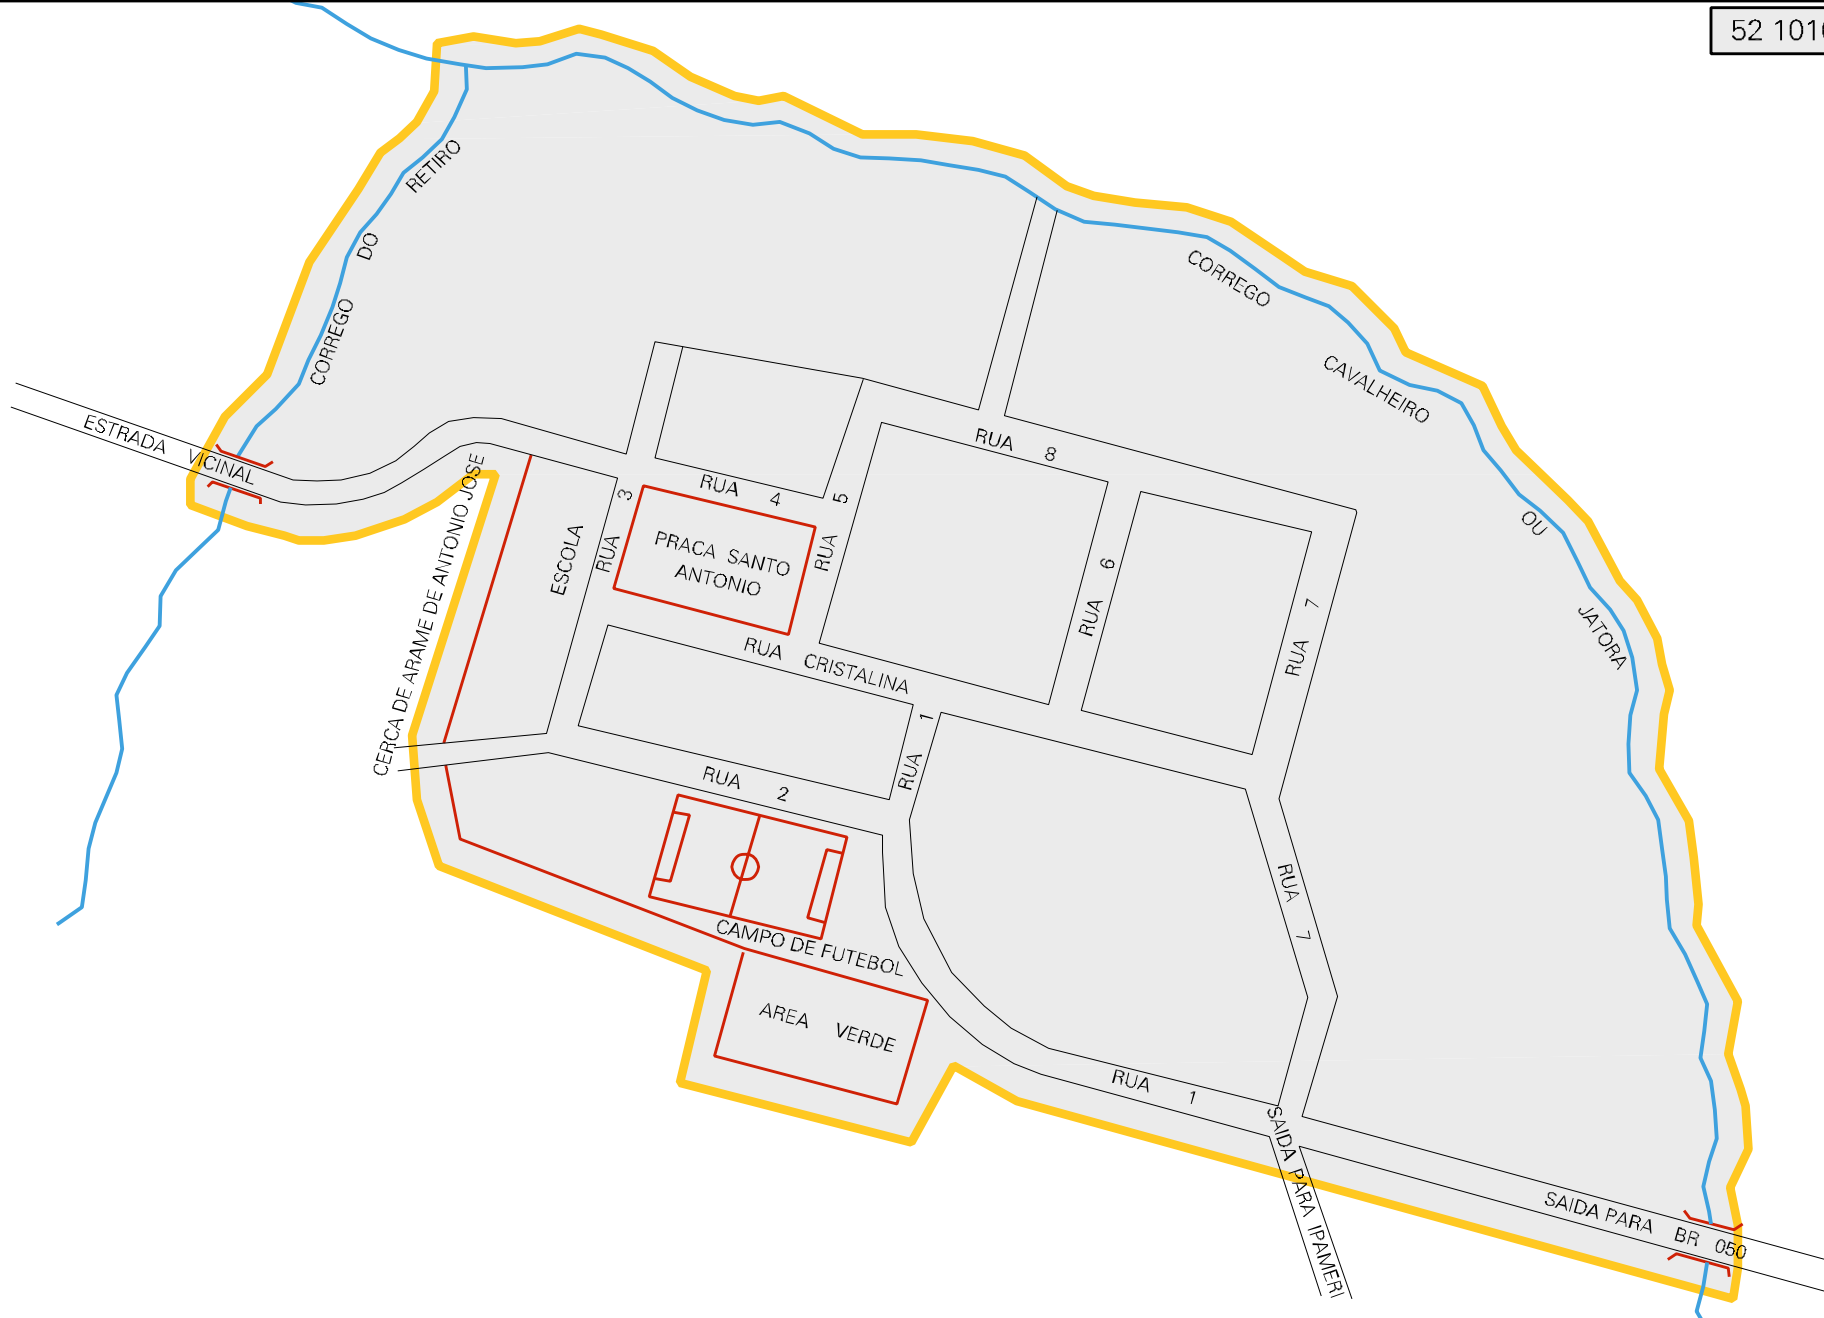 52 101
CORREGO DO RETIRO
CORREGO CAVALHEIRO OU JATORA
ESTRADA VICINAL
RUA 8
RUA 4
RUA 3
RUA 5
PRACA SANTO
ANTONIO
ESCOLA
CERCA DE ARAME DE ANTONIO JOSE
RUA 6
RUA 7
RUA CRISTALINA
RUA 1
RUA 2
CAMPO DE FUTEBOL
RUA 7
AREA VERDE
RUA 1
SAIDA PARA IPAMERI
SAIDA PARA BR 050